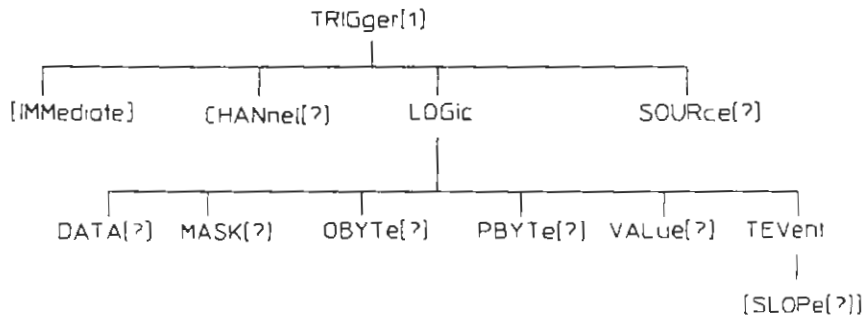 TRIGger[1]
[IMMediate] CHANnel[?] LOGic SOURce[?]
DATA[?] MASK[?] OBYTe[?] PBYTe[?] VALue[?] TEVent
[SLOPe[?]]